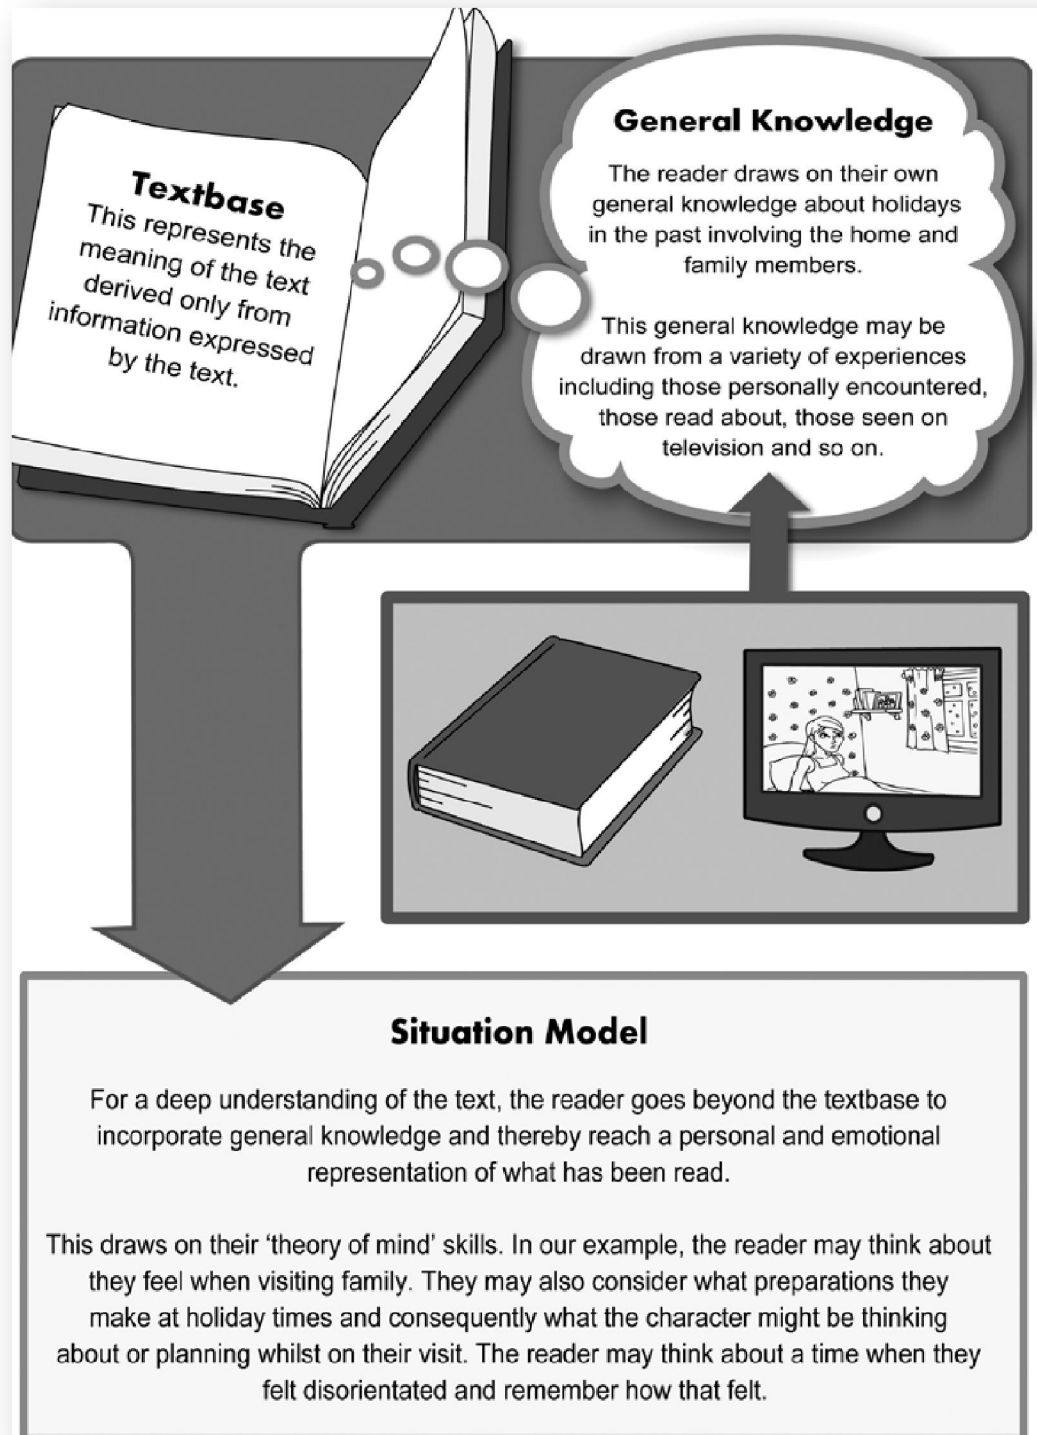 Textbase
This represents the
meaning of the text
derived only from
information expressed
by the text.
General Knowledge
The reader draws on their own
general knowledge about holidays
in the past involving the home and
family members.
This general knowledge may be
drawn from a variety of experiences
including those personally encountered,
those read about, those seen on
television and so on.
Situation Model
For a deep understanding of the text, the reader goes beyond the textbase to
incorporate general knowledge and thereby reach a personal and emotional
representation of what has been read.
This draws on their ‘theory of mind’ skills. In our example, the reader may think about
they feel when visiting family. They may also consider what preparations they
make at holiday times and consequently what the character might be thinking
about or planning whilst on their visit. The reader may think about a time when they
felt disorientated and remember how that felt.